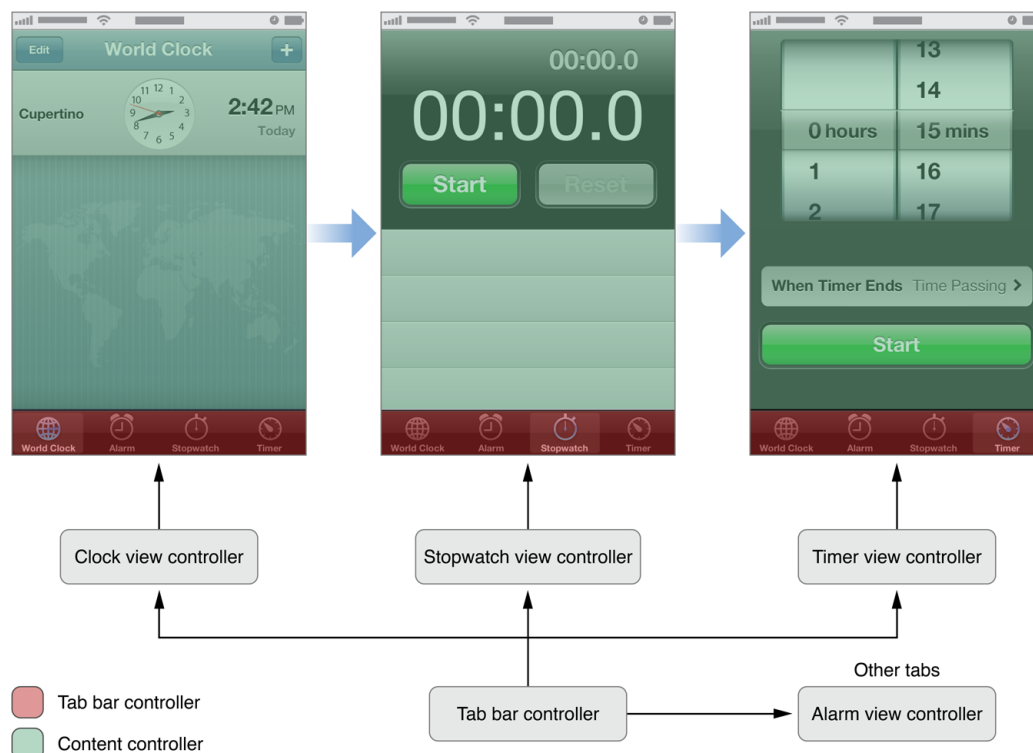 Edit World Clock +
Cupertino
12
11 1
10 2
9 3
8 4
7 6 5
2:42 PM
Today
World Clock Alarm Stopwatch Timer
00:00.0
00:00.0
Start Reset
World Clock Alarm Stopwatch Timer
13
14
0 hours 15 mins
1 16
2 17
When Timer Ends Time Passing >
Start
World Clock Alarm Stopwatch Timer
Clock view controller
Stopwatch view controller
Timer view controller
Other tabs
Tab bar controller
Alarm view controller
Tab bar controller
Content controller